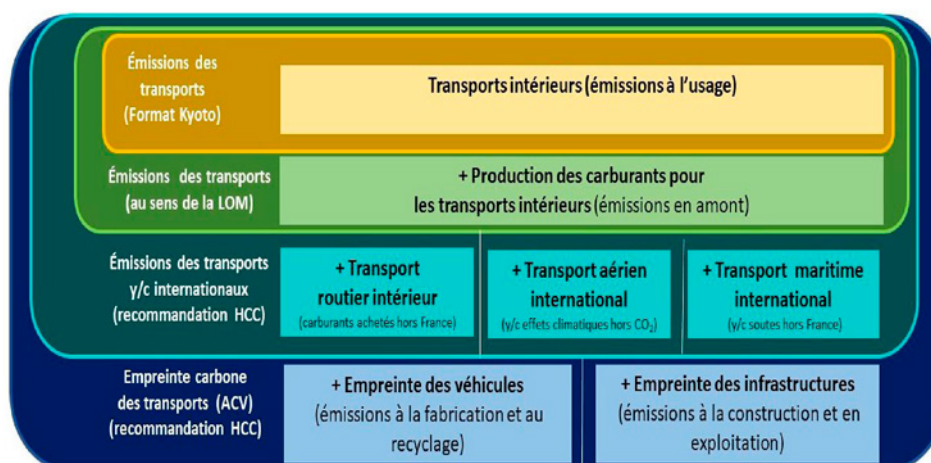 Émissions des
transports
(Format Kyoto)
Transports intérieurs (émissions à l'usage)
Émissions des transports
(au sens de la LOM)
+ Production des carburants pour
les transports intérieurs (émissions en amont)
Émissions des transports
y/c internationaux
(recommandation HCC)
+ Transport
routier intérieur
(carburants achetés hors France)
+ Transport aérien
international
(y/c effets climatiques hors CO₂)
+ Transport maritime
international
(y/c soutes hors France)
Empreinte carbone
des transports (ACV)
(recommandation HCC)
+ Empreinte des véhicules
(émissions à la fabrication et au
recyclage)
+ Empreinte des infrastructures
(émissions à la construction et en
exploitation)